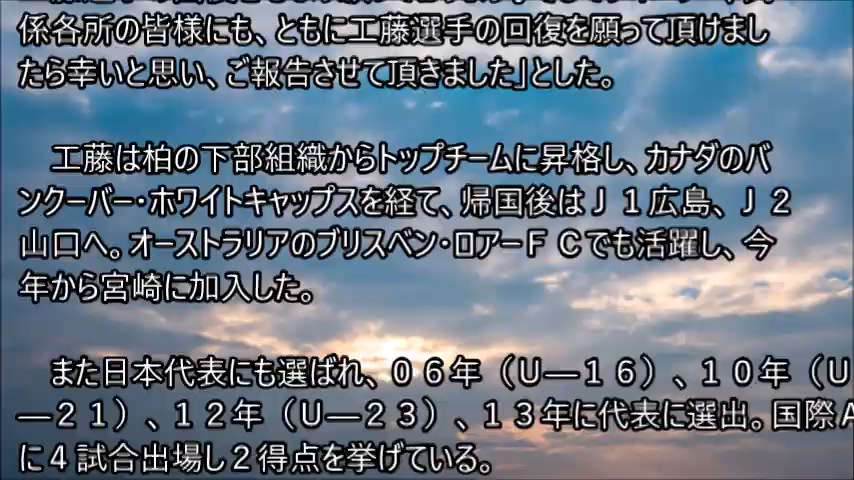 係各所の皆様にも、ともに工藤選手の回復を願って頂けまし
たら幸いと思い、ご報告させて頂きました」とした。
工藤は柏の下部組織からトップチームに昇格し、カナダのバ
ンクーバー・ホワイトキャップスを経て、帰国後はＪ１広島、Ｊ２
山口へ。オーストラリアのブリスベン・ロアーＦＣでも活躍し、今
年から宮崎に加入した。
また日本代表にも選ばれ、０６年（Ｕ―１６）、１０年（Ｕ
―２１）、１２年（Ｕ―２３）、１３年に代表に選出。国際Ａ
に４試合出場し２得点を挙げている。